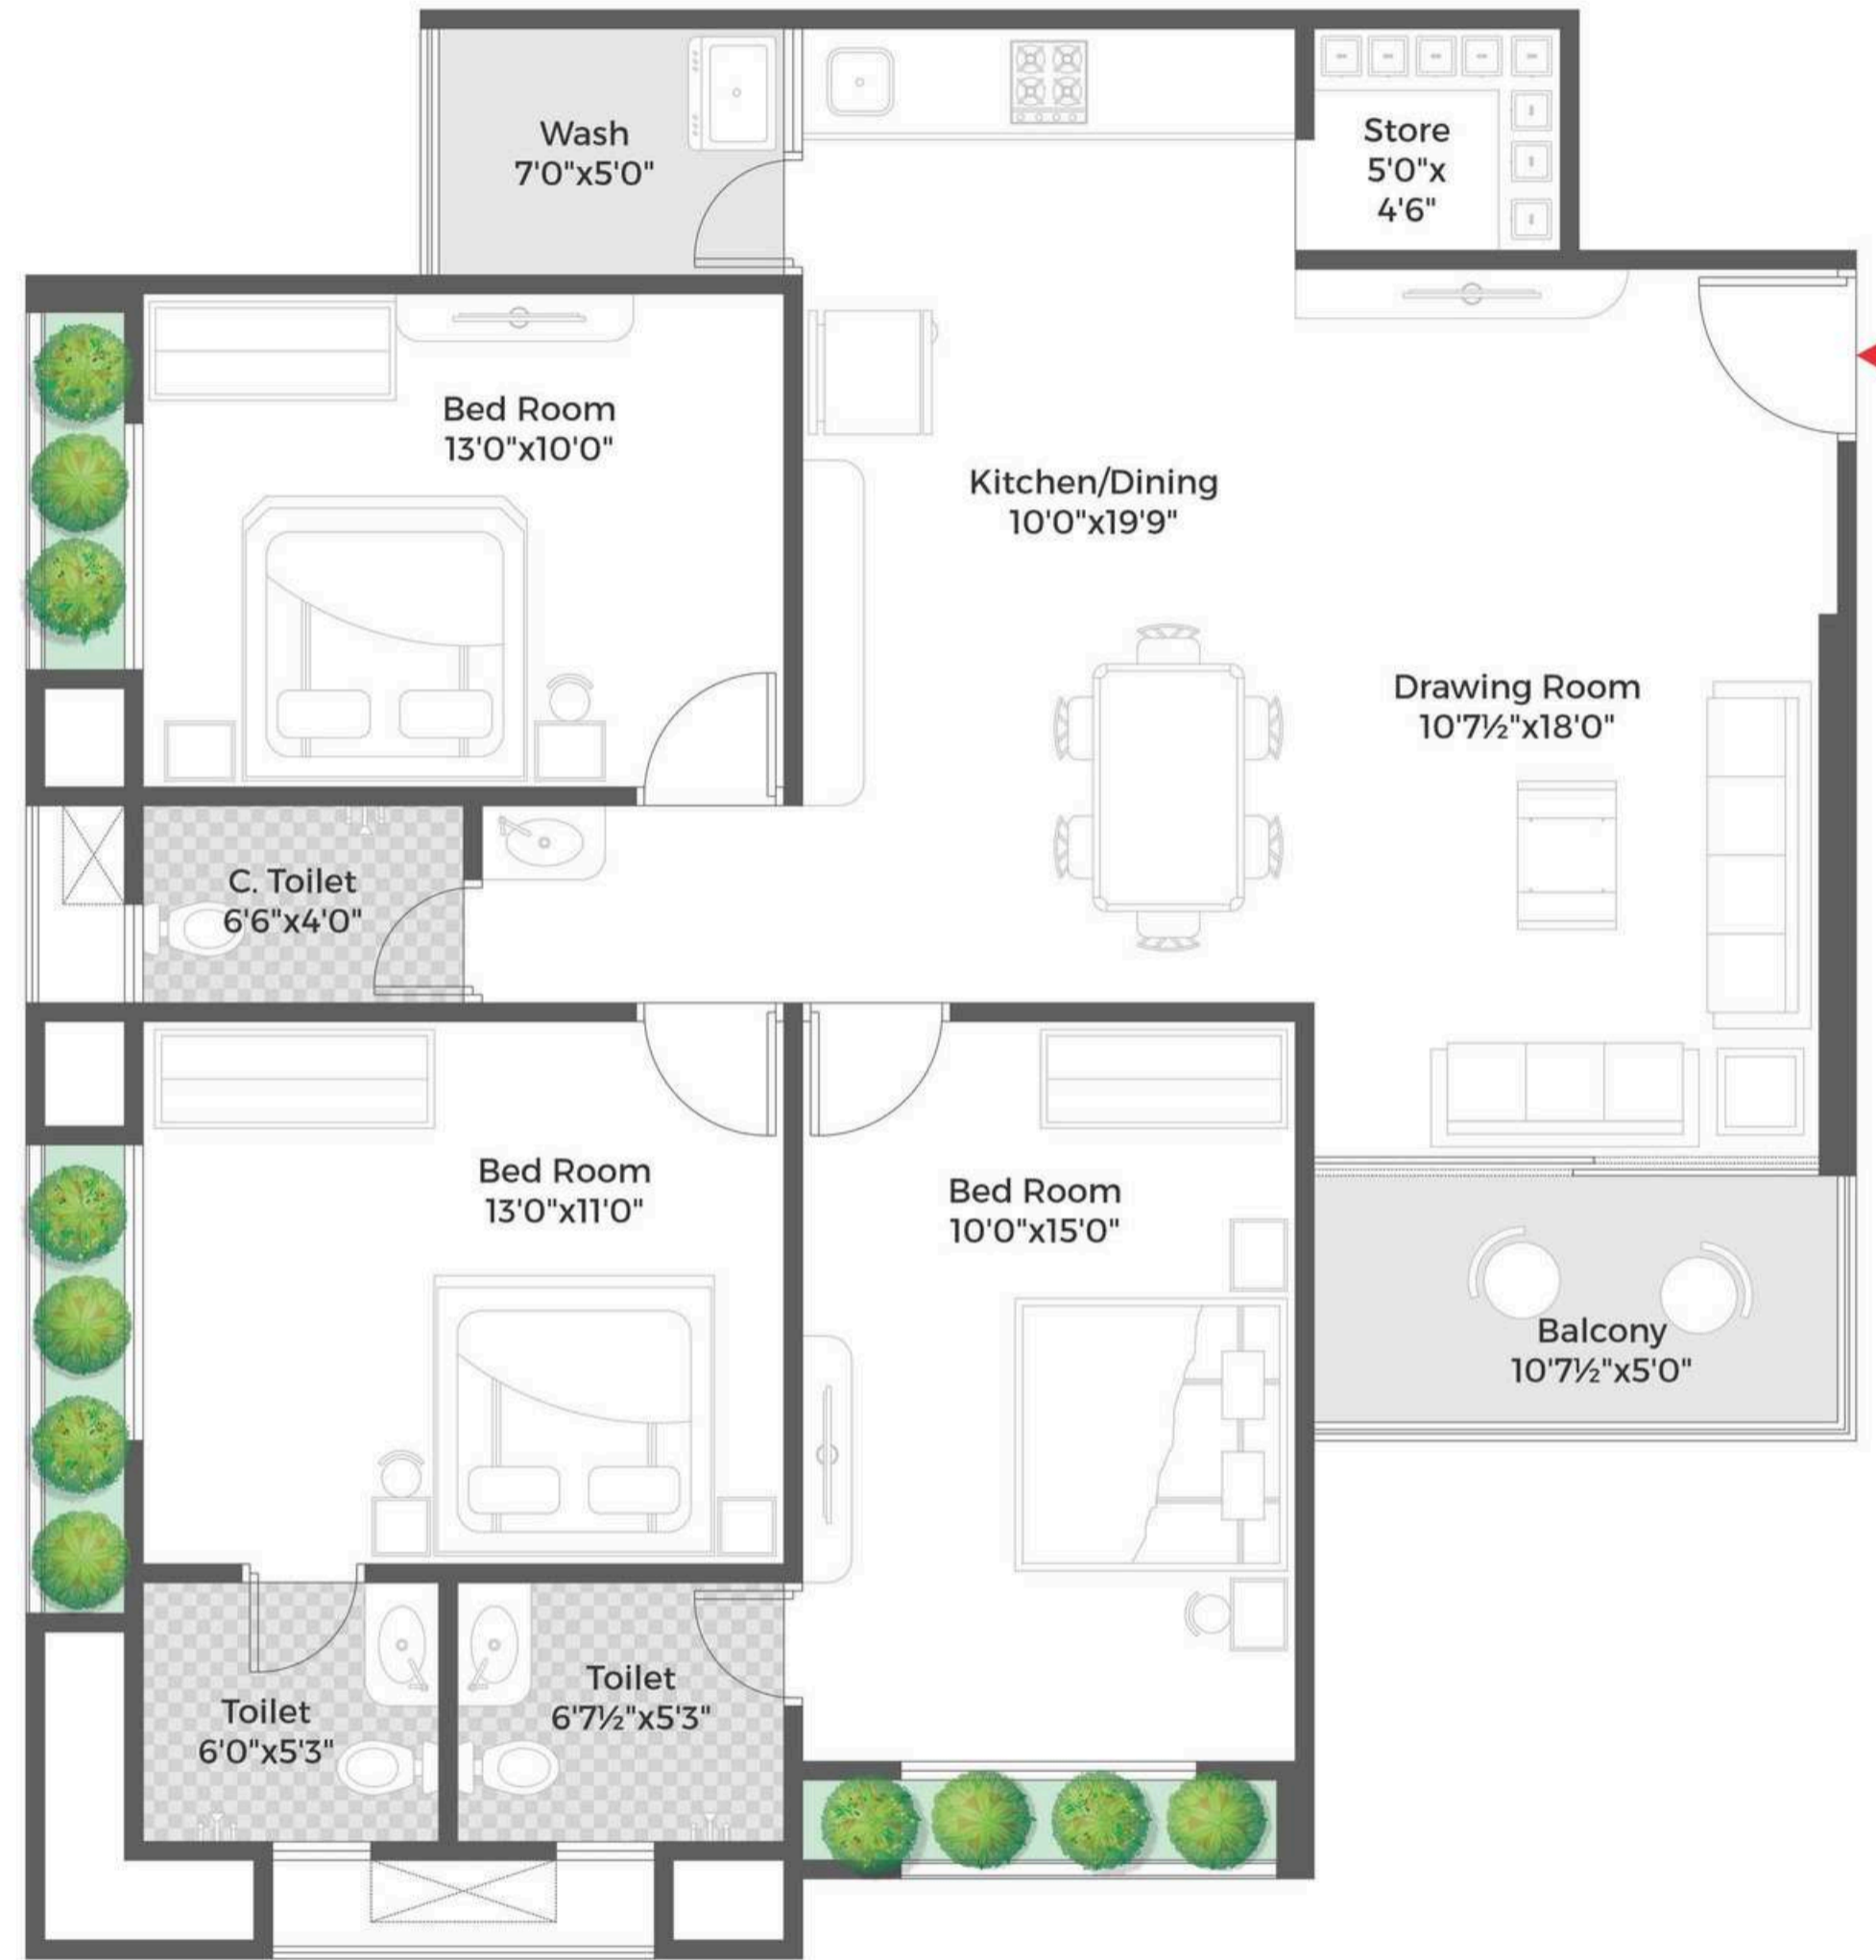 Wash
7'0"x5'0"
Store
5'0"x
4'6"
Bed Room
13'0"x10'0"
Kitchen/Dining
10'0"x19'9"
Drawing Room
10'7½"x18'0"
C. Toilet
6'6"x4'0"
Bed Room
13'0"x11'0"
Bed Room
10'0"x15'0"
Balcony
10'7½"x5'0"
Toilet
6'0"x5'3"
Toilet
6'7½"x5'3"